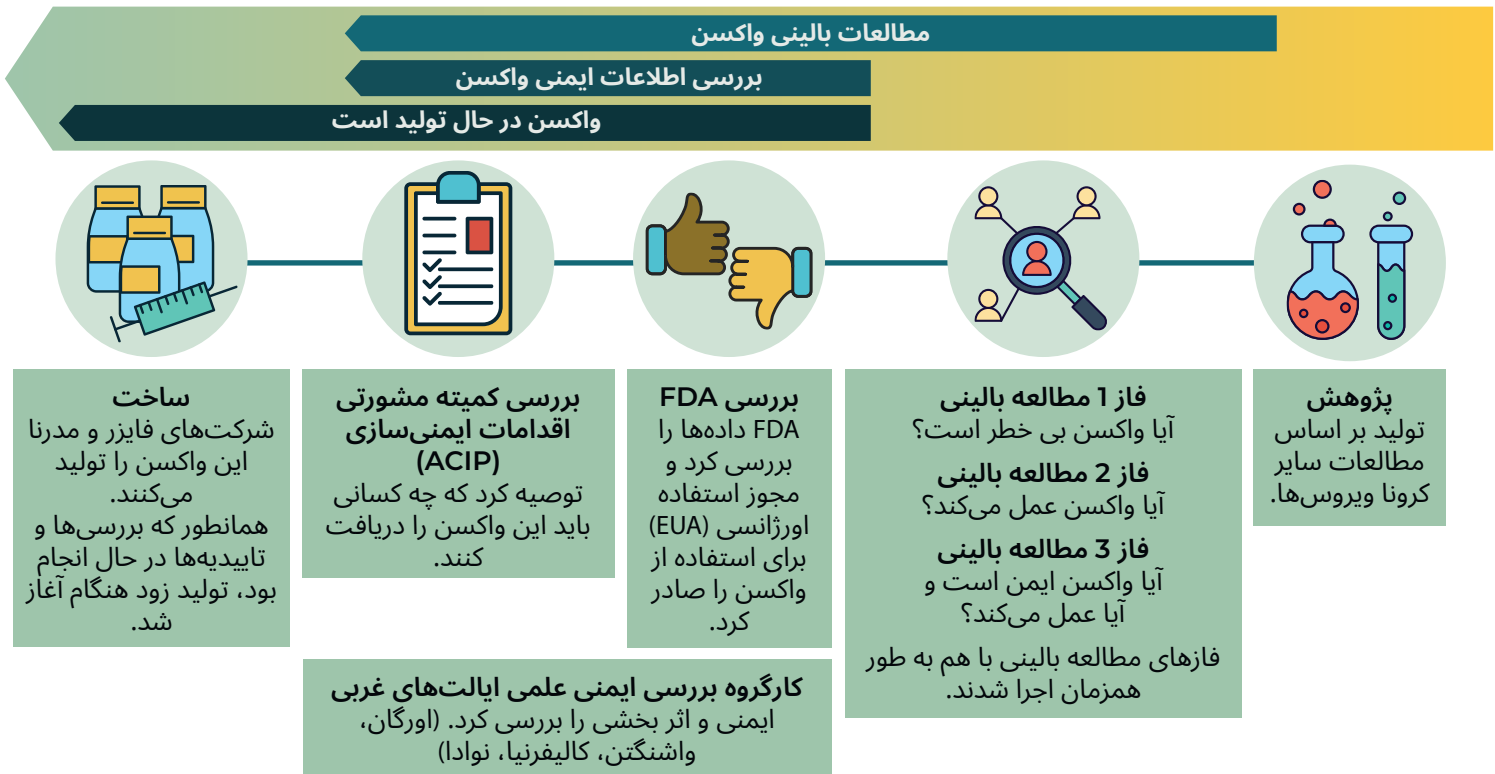 مطالعات بالینی واکسن
بررسی اطلاعات ایمنی واکسن
واکسن در حال تولید است
پژوهش
تولید بر اساس
مطالعات سایر
کرونا ویروس‌ها.
فاز 1 مطالعه بالینی
آیا واکسن بی خطر است؟
فاز 2 مطالعه بالینی
آیا واکسن عمل می‌کند؟
فاز 3 مطالعه بالینی
آیا واکسن ایمن است و
آیا عمل می‌کند؟
فازهای مطالعه بالینی با هم به طور
همزمان اجرا شدند.
بررسی FDA
FDA داده‌ها را
بررسی کرد و
مجوز استفاده
اورژانسی (EUA)
برای استفاده از
واکسن را صادر
کرد.
بررسی کمیته مشورتی
اقدامات ایمنی‌سازی
(ACIP)
توصیه کرد که چه کسانی
باید این واکسن را دریافت
کنند.
کارگروه بررسی ایمنی علمی ایالت‌های غربی
ایمنی و اثر بخشی را بررسی کرد. (اورگان،
واشنگتن، کالیفرنیا، نوادا)
ساخت
شرکت‌های فایزر و مدرنا
این واکسن را تولید
می‌کنند.
همانطور که بررسی‌ها و
تاییدیه‌ها در حال انجام
بود، تولید زود هنگام آغاز
شد.